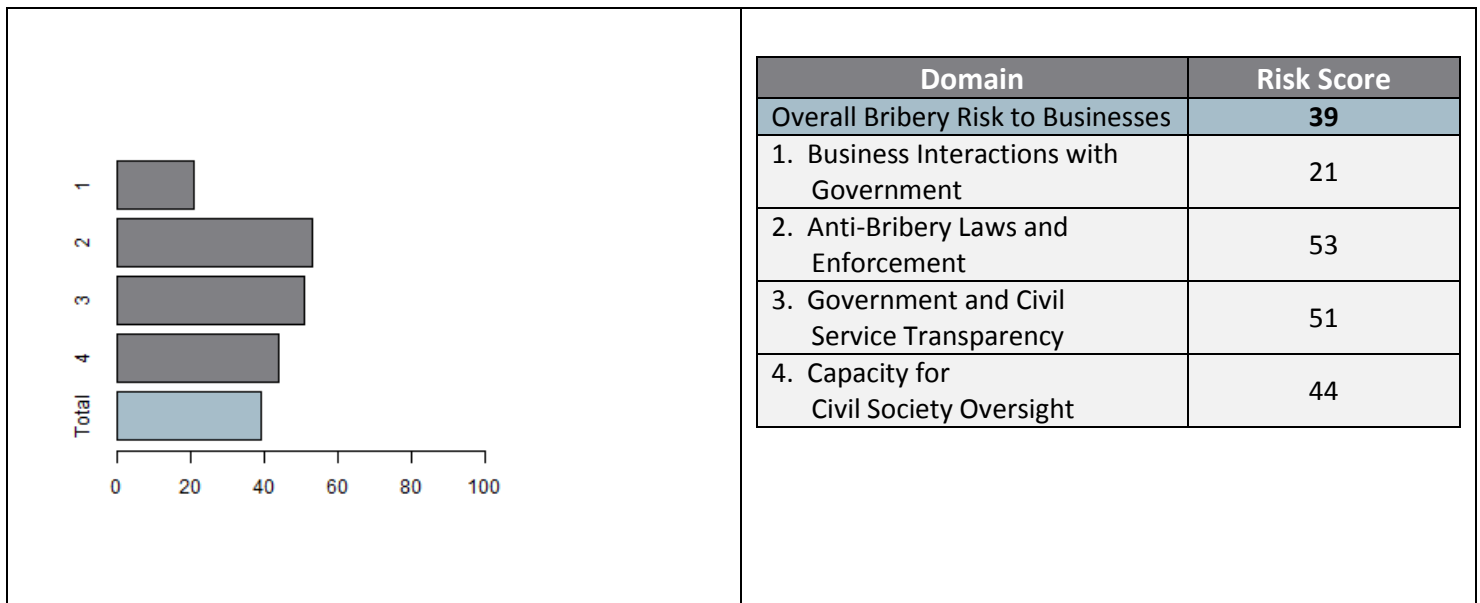 1
2
3
4
Total
0 20 40 60 80 100
Domain Risk Score
Overall Bribery Risk to Businesses 39
1. Business Interactions with
Government
21
2. Anti-Bribery Laws and
Enforcement
53
3. Government and Civil
Service Transparency
51
4. Capacity for
Civil Society Oversight
44